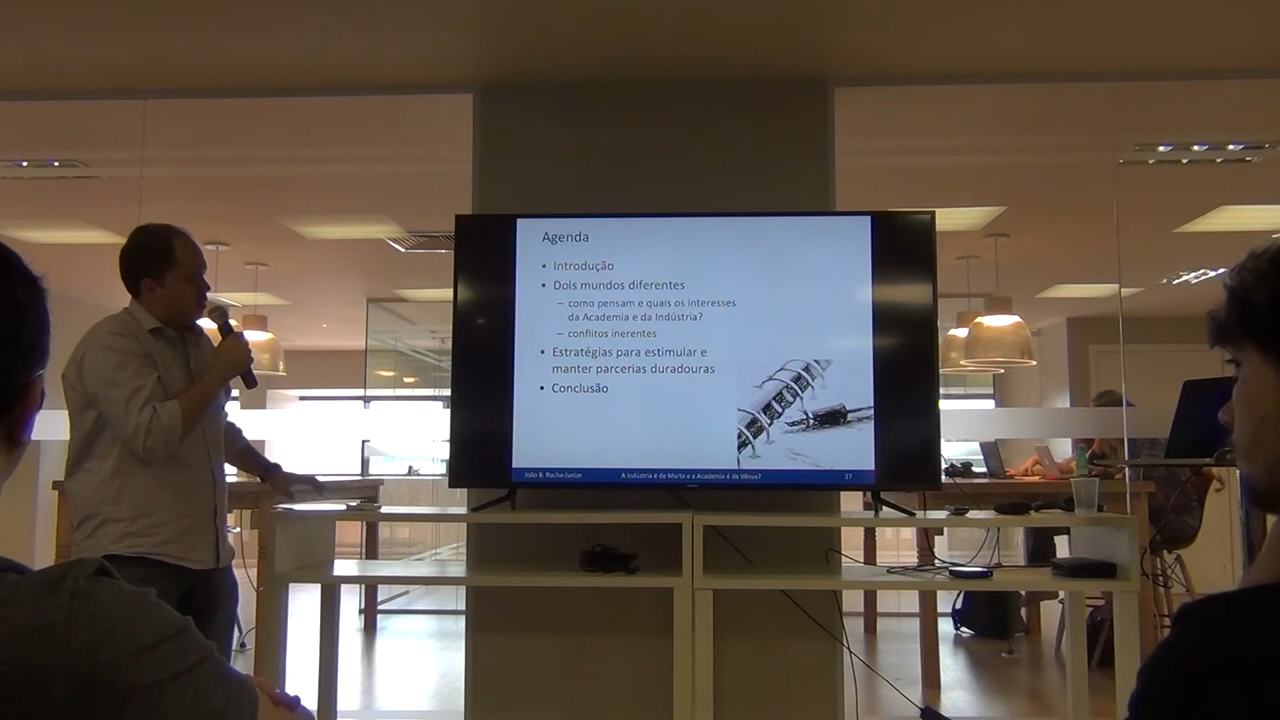 Agenda
• Introdução
• Dois mundos diferentes
– como pensam e quais os interesses
da Academia e da Indústria?
– conflitos inerentes
• Estratégias para estimular e
manter parcerias duradouras
• Conclusão
João B. Rocha-Junior A Indústria é de Marte e a Academia é de Vênus? 27